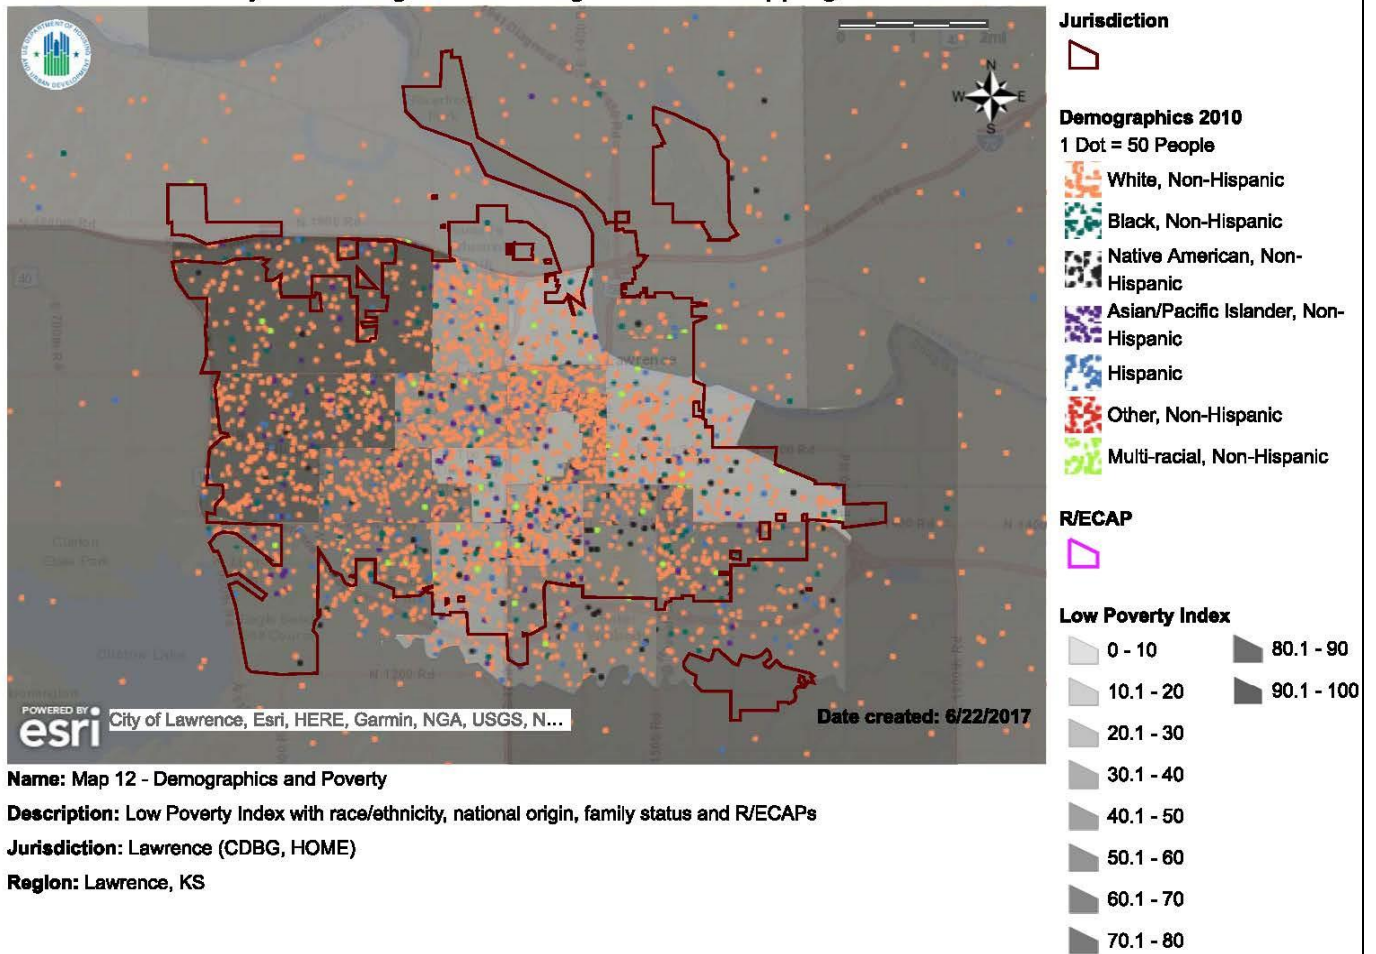 Jurisdiction
Demographics 2010
1 Dot = 50 People
White, Non-Hispanic
Black, Non-Hispanic
Native American, Non-
Hispanic
Asian/Pacific Islander, Non-
Hispanic
Hispanic
Other, Non-Hispanic
Multi-racial, Non-Hispanic
R/ECAP
Low Poverty Index
0 - 10
10.1 - 20
20.1 - 30
30.1 - 40
40.1 - 50
50.1 - 60
60.1 - 70
70.1 - 80
80.1 - 90
90.1 - 100
N
W E
S
Lawrence
N 1200 Rd
40
POWERED BY
esri
City of Lawrence, Esri, HERE, Garmin, NGA, USGS, N...
Date created: 6/22/2017
Name: Map 12 - Demographics and Poverty
Description: Low Poverty Index with race/ethnicity, national origin, family status and R/ECAPs
Jurisdiction: Lawrence (CDBG, HOME)
Region: Lawrence, KS